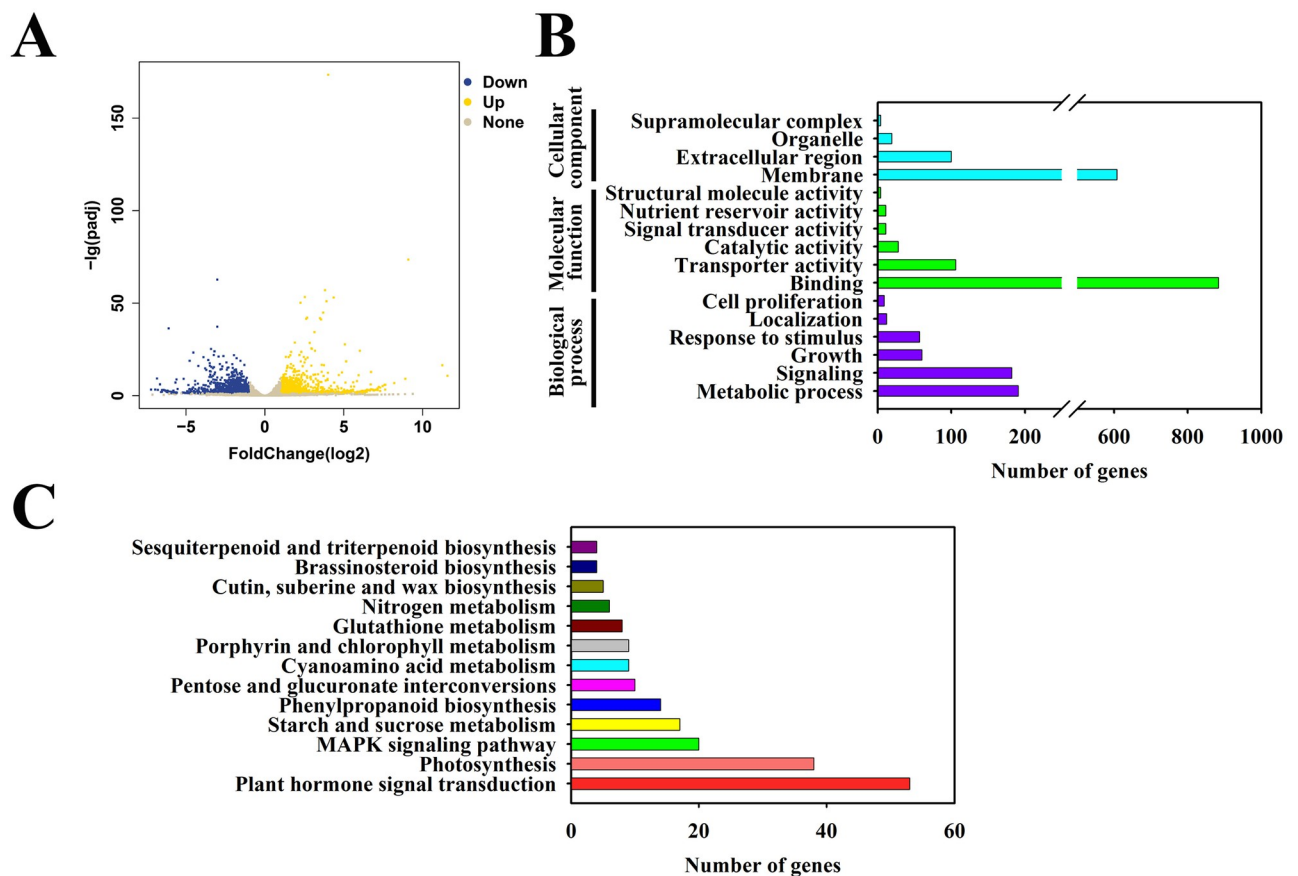 A
150
100
50
0
−lg(padj)
−5 0 5 10
FoldChange(log2)
Down
Up
None
B
Cellular
component
Molecular
function
Biological
process
Supramolecular complex
Organelle
Extracellular region
Membrane
Structural molecule activity
Nutrient reservoir activity
Signal transducer activity
Catalytic activity
Transporter activity
Binding
Cell proliferation
Localization
Response to stimulus
Growth
Signaling
Metabolic process
0 100 200 600 800 1000
Number of genes
C
Sesquiterpenoid and triterpenoid biosynthesis
Brassinosteroid biosynthesis
Cutin, suberine and wax biosynthesis
Nitrogen metabolism
Glutathione metabolism
Porphyrin and chlorophyll metabolism
Cyanoamino acid metabolism
Pentose and glucuronate interconversions
Phenylpropanoid biosynthesis
Starch and sucrose metabolism
MAPK signaling pathway
Photosynthesis
Plant hormone signal transduction
0 20 40 60
Number of genes